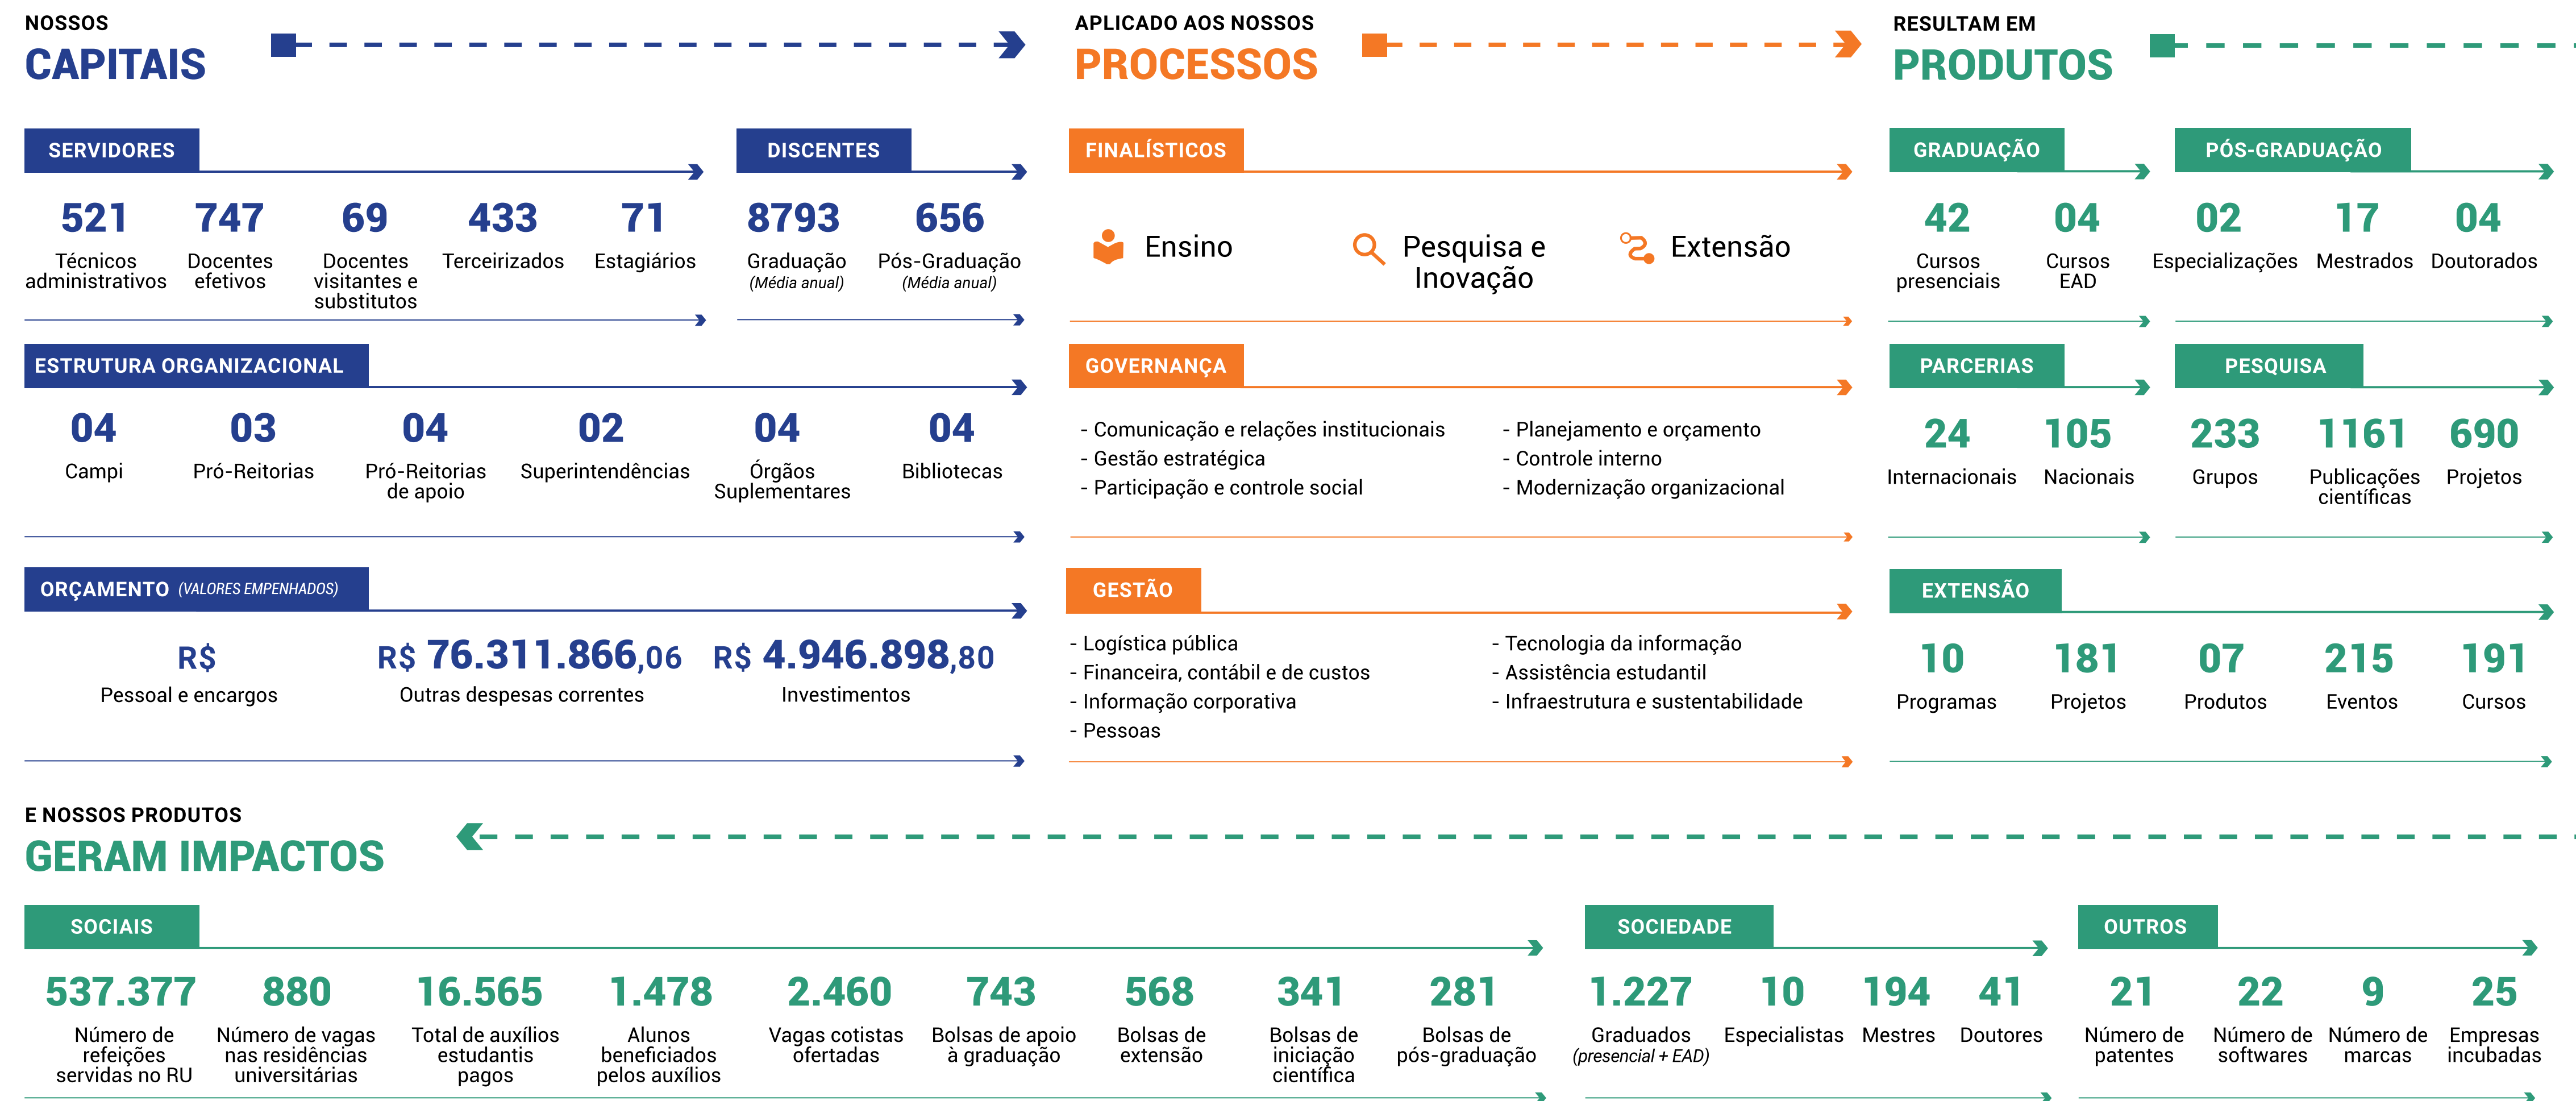 NOSSOS
CAPITAIS
SERVIDORES
521
Técnicos
administrativos
747
Docentes
efetivos
69
Docentes
visitantes e
substitutos
433
Terceirizados
71
Estagiários
DISCENTES
8793
Graduação
(Média anual)
656
Pós-Graduação
(Média anual)
ESTRUTURA ORGANIZACIONAL
04
Campi
03
Pró-Reitorias
04
Pró-Reitorias
de apoio
02
Superintendências
04
Órgãos
Suplementares
04
Bibliotecas
ORÇAMENTO (VALORES EMPENHADOS)
R$
Pessoal e encargos
R$ 76.311.866,06
Outras despesas correntes
R$ 4.946.898,80
Investimentos
APLICADO AOS NOSSOS
PROCESSOS
FINALÍSTICOS
Ensino
Pesquisa e
Inovação
Extensão
GOVERNANÇA
- Comunicação e relações institucionais
- Gestão estratégica
- Participação e controle social
- Planejamento e orçamento
- Controle interno
- Modernização organizacional
GESTÃO
- Logística pública
- Financeira, contábil e de custos
- Informação corporativa
- Pessoas
- Tecnologia da informação
- Assistência estudantil
- Infraestrutura e sustentabilidade
RESULTAM EM
PRODUTOS
GRADUAÇÃO
42
Cursos
presenciais
04
Cursos
EAD
PÓS-GRADUAÇÃO
02
Especializações
17
Mestrados
04
Doutorados
PARCERIAS
24
Internacionais
105
Nacionais
PESQUISA
233
Grupos
1161
Publicações
científicas
690
Projetos
EXTENSÃO
10
Programas
181
Projetos
07
Produtos
215
Eventos
191
Cursos
E NOSSOS PRODUTOS
GERAM IMPACTOS
SOCIAIS
537.377
Número de
refeições
servidas no RU
880
Número de vagas
nas residências
universitárias
16.565
Total de auxílios
estudantis
pagos
1.478
Alunos
beneficiados
pelos auxílios
2.460
Vagas cotistas
ofertadas
743
Bolsas de apoio
à graduação
568
Bolsas de
extensão
341
Bolsas de
iniciação
científica
281
Bolsas de
pós-graduação
SOCIEDADE
1.227
Graduados
(presencial + EAD)
10
Especialistas
194
Mestres
41
Doutores
OUTROS
21
Número de
patentes
22
Número de
softwares
9
Número de
marcas
25
Empresas
incubadas